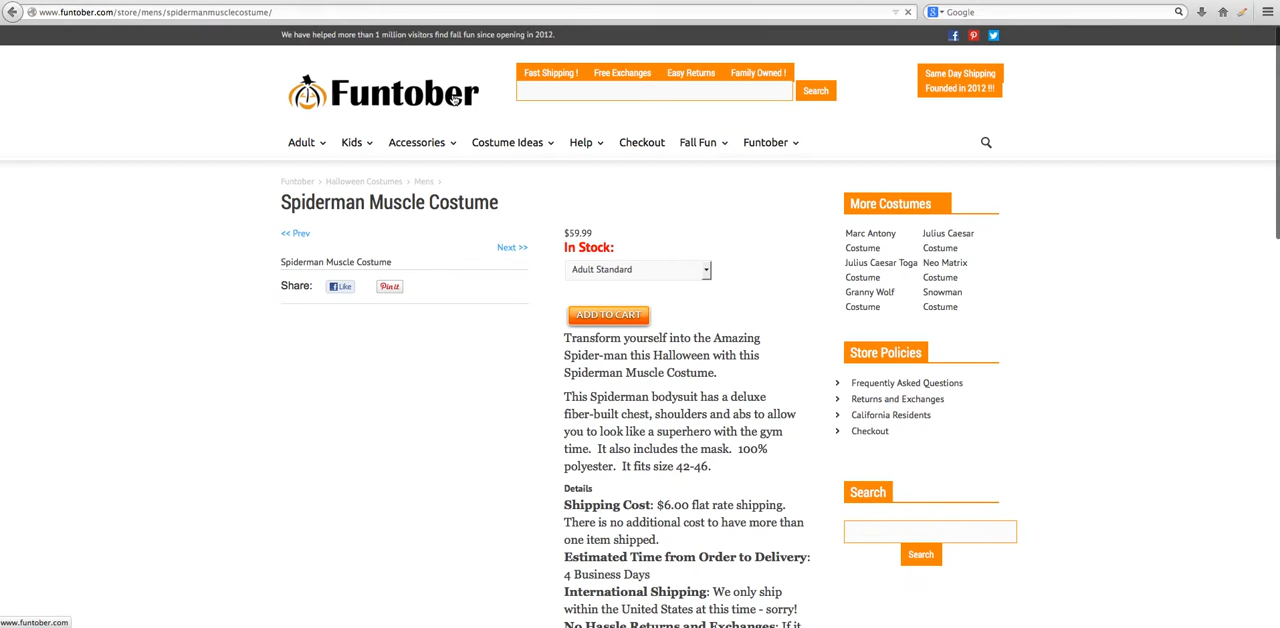 www.funtober.com/store/mens/spidermanmusclecostume/
Google
We have helped more than 1 million visitors find fall fun since opening in 2012.
Funtober
Fast Shipping ! Free Exchanges Easy Returns Family Owned !
Search
Same Day Shipping
Founded in 2012 !!!
Adult Kids Accessories Costume Ideas Help Checkout Fall Fun Funtober
Funtober > Halloween Costumes > Mens >
Spiderman Muscle Costume
<< Prev
Next >>
Spiderman Muscle Costume
Share: Like Pin it
$59.99
In Stock:
Adult Standard
ADD TO CART
Transform yourself into the Amazing
Spider-man this Halloween with this
Spiderman Muscle Costume.
This Spiderman bodysuit has a deluxe
fiber-built chest, shoulders and abs to allow
you to look like a superhero with the gym
time. It also includes the mask. 100%
polyester. It fits size 42-46.
Details
Shipping Cost: $6.00 flat rate shipping.
There is no additional cost to have more than
one item shipped.
Estimated Time from Order to Delivery:
4 Business Days
International Shipping: We only ship
within the United States at this time - sorry!
No Hassle Returns and Exchanges: If it
More Costumes
Marc Antony
Costume
Julius Caesar Toga
Costume
Granny Wolf
Costume
Julius Caesar
Costume
Neo Matrix
Costume
Snowman
Costume
Store Policies
Frequently Asked Questions
Returns and Exchanges
California Residents
Checkout
Search
Search
www.funtober.com